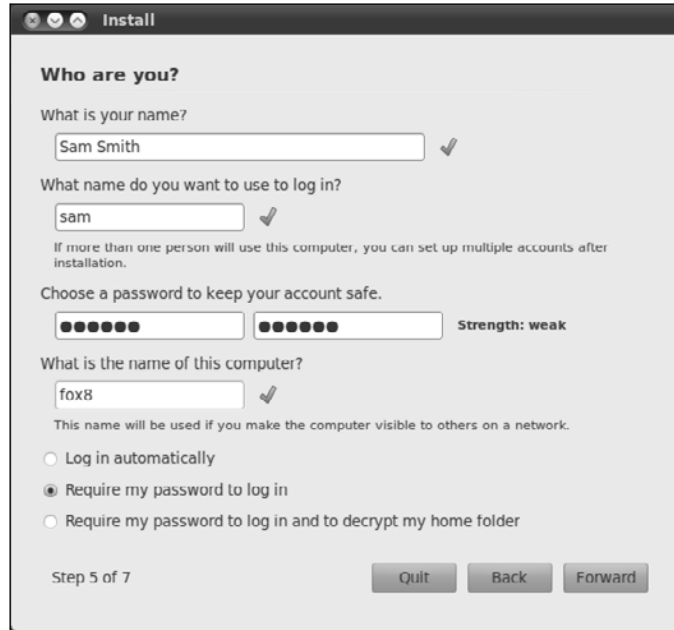 Install
Who are you?
What is your name?
Sam Smith
What name do you want to use to log in?
sam
If more than one person will use this computer, you can set up multiple accounts after
installation.
Choose a password to keep your account safe.
●●●●●● ●●●●●● Strength: weak
What is the name of this computer?
fox8
This name will be used if you make the computer visible to others on a network.
Log in automatically
Require my password to log in
Require my password to log in and to decrypt my home folder
Step 5 of 7 Quit Back Forward